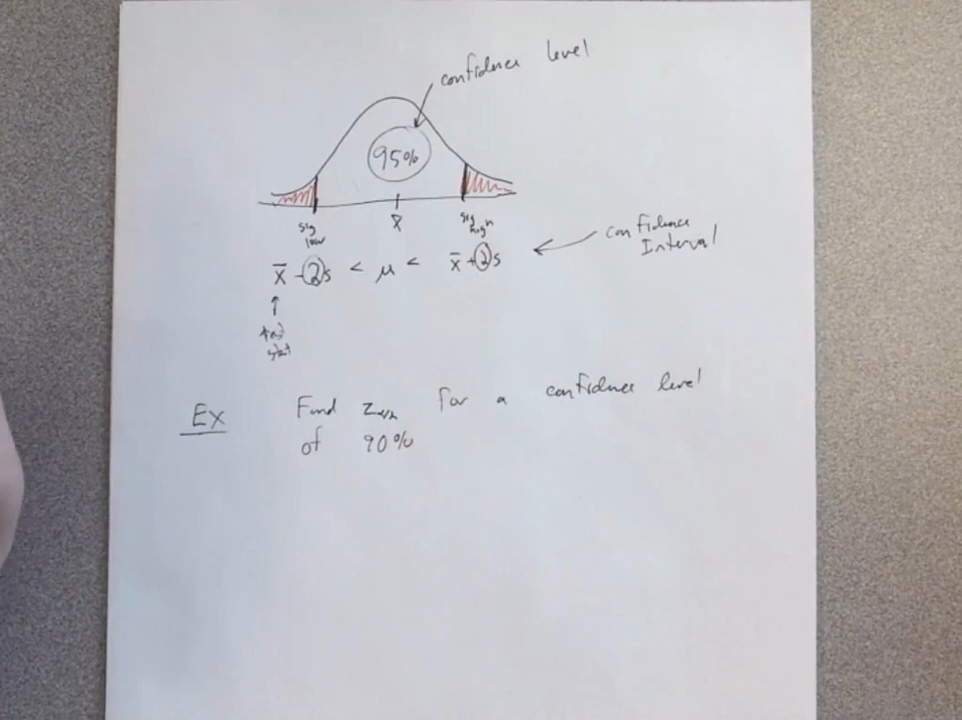 confidence level
95%
sig low
x̄
sig high
x̄ - 2s < μ < x̄ + 2s
confidence
Interval
test
stat
Ex Find Zα/2 for a confidence level
of 90%